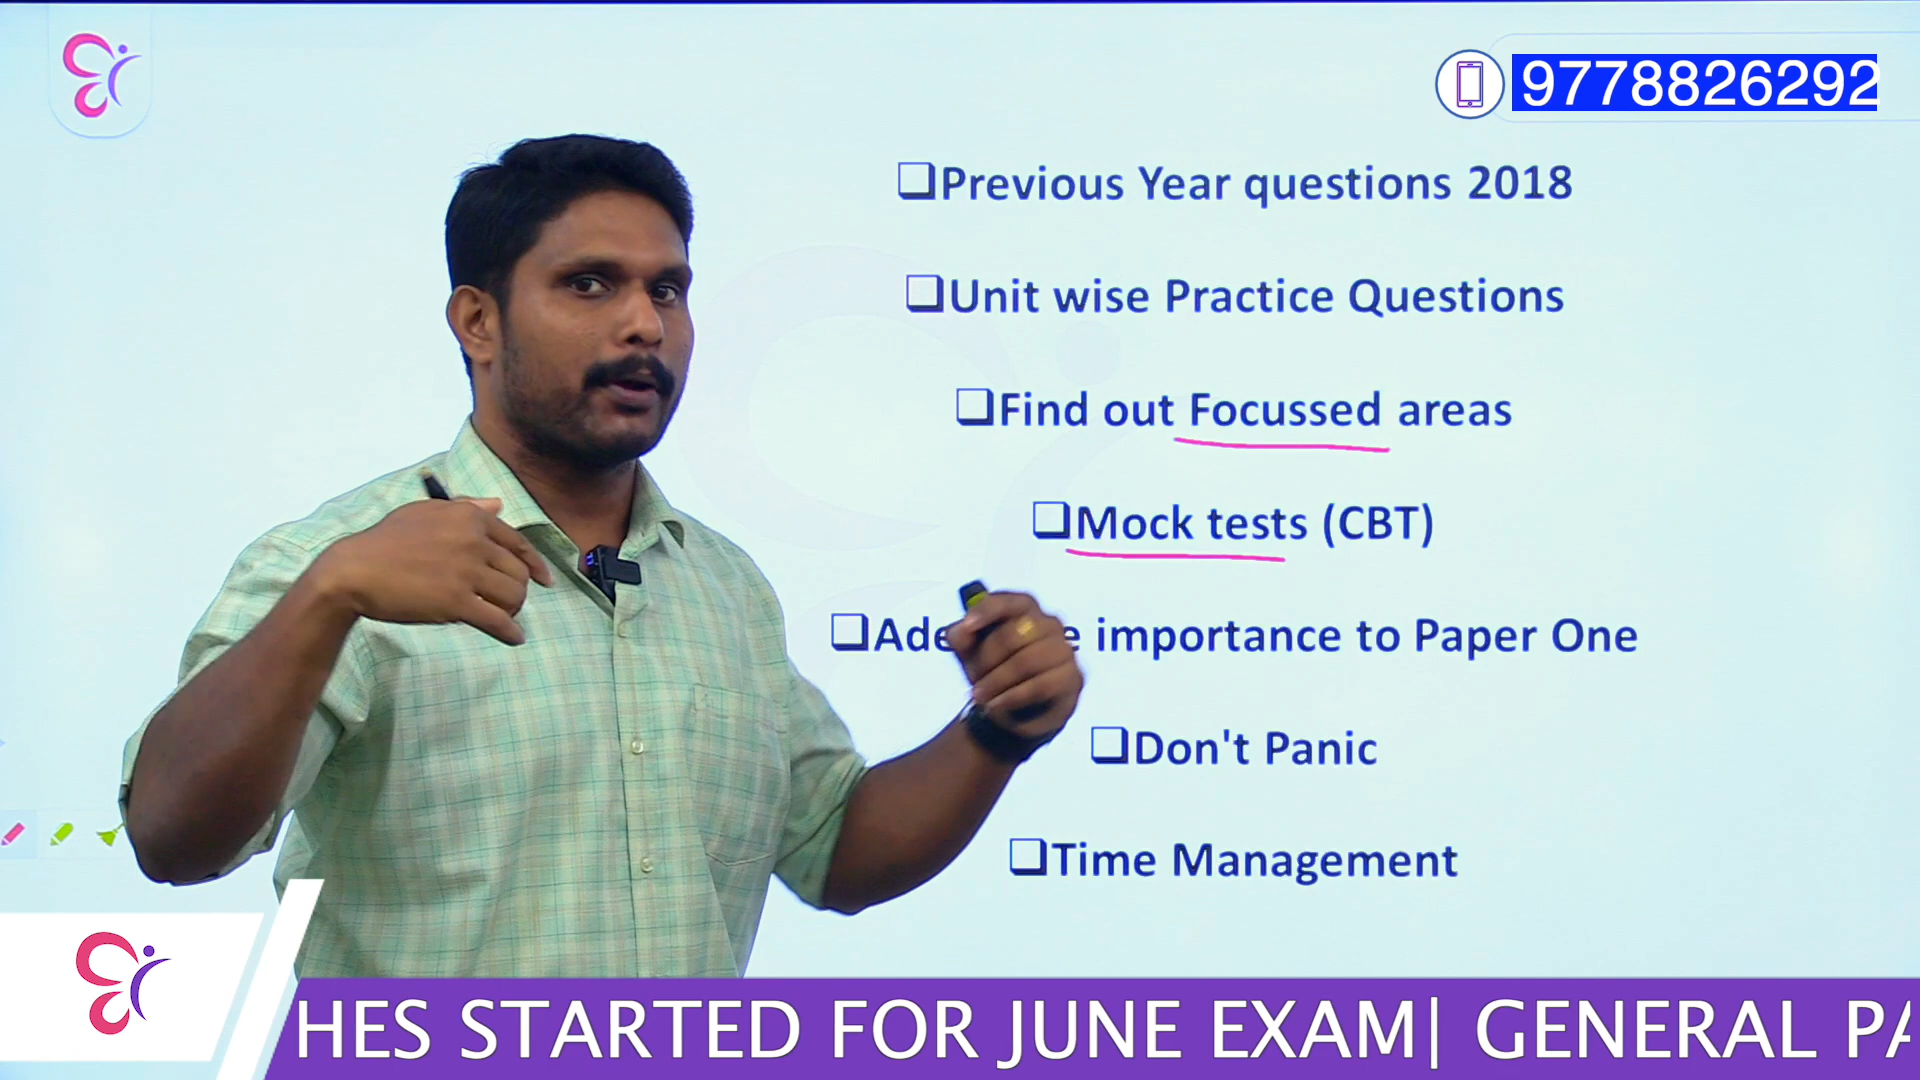 9778826292
Previous Year questions 2018
Unit wise Practice Questions
Find out Focussed areas
Mock tests (CBT)
importance to Paper One
Don't Panic
Time Management
HES STARTED FOR JUNE EXAM| GENERAL PA